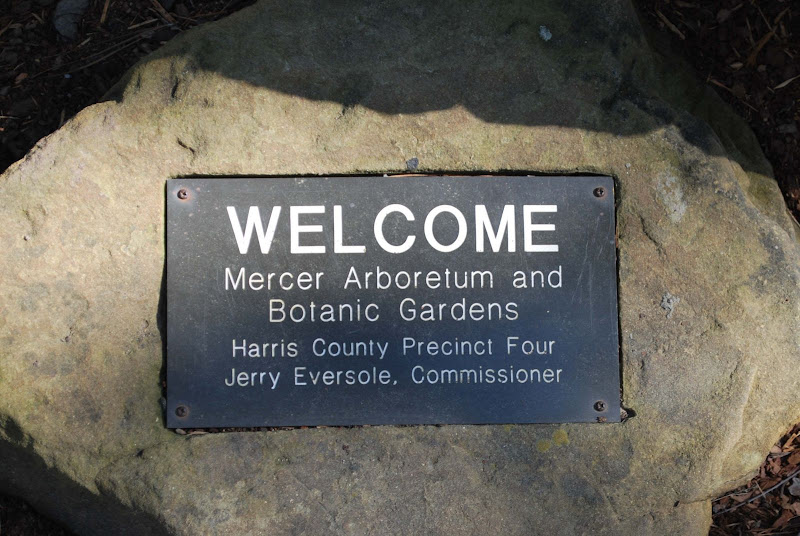 WELCOME
Mercer Arboretum and
Botanic Gardens
Harris County Precinct Four
Jerry Eversole, Commissioner